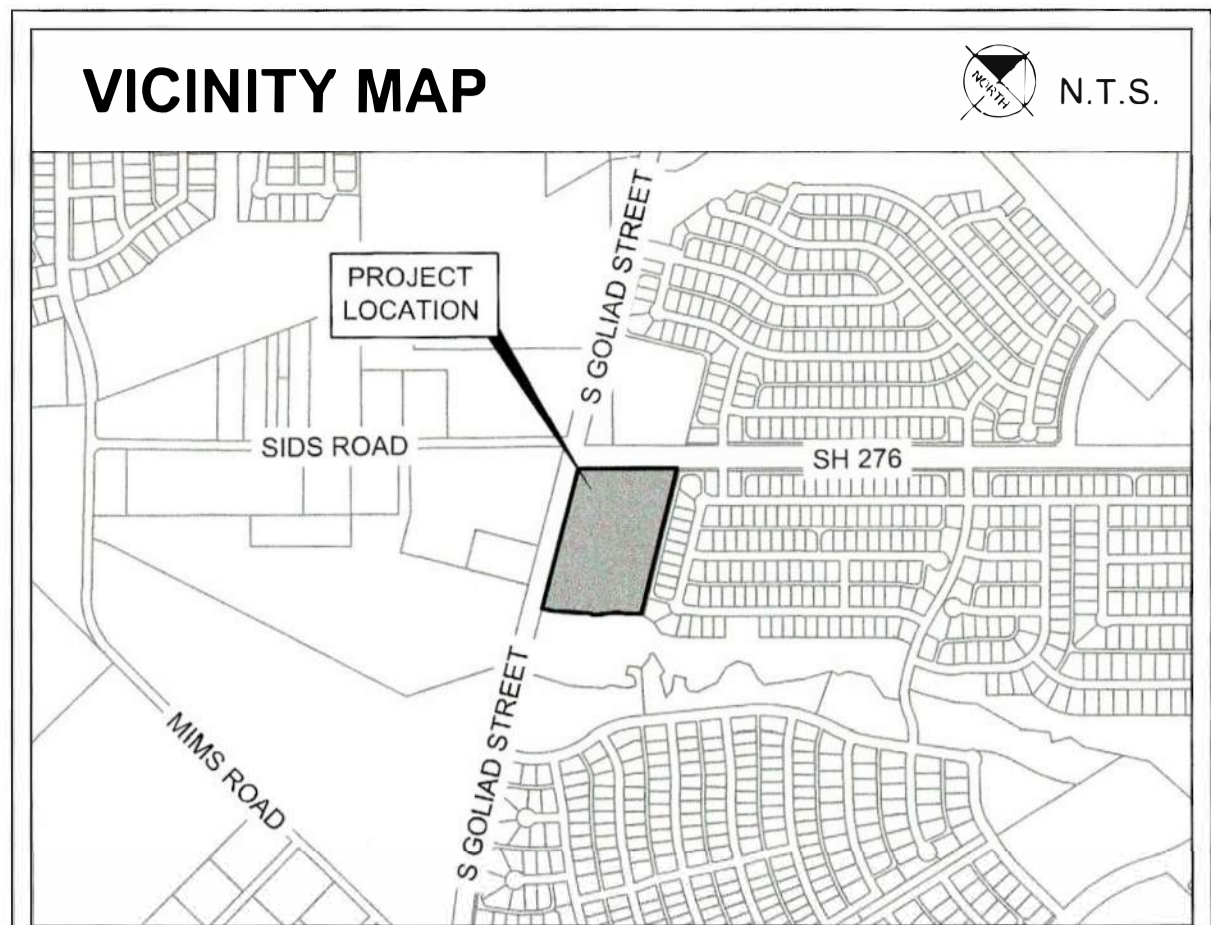 VICINITY MAP
NORTH
N.T.S.
S GOLIAD STREET
PROJECT
LOCATION
SIDS ROAD
SH 276
MIMS ROAD
S GOLIAD STREET